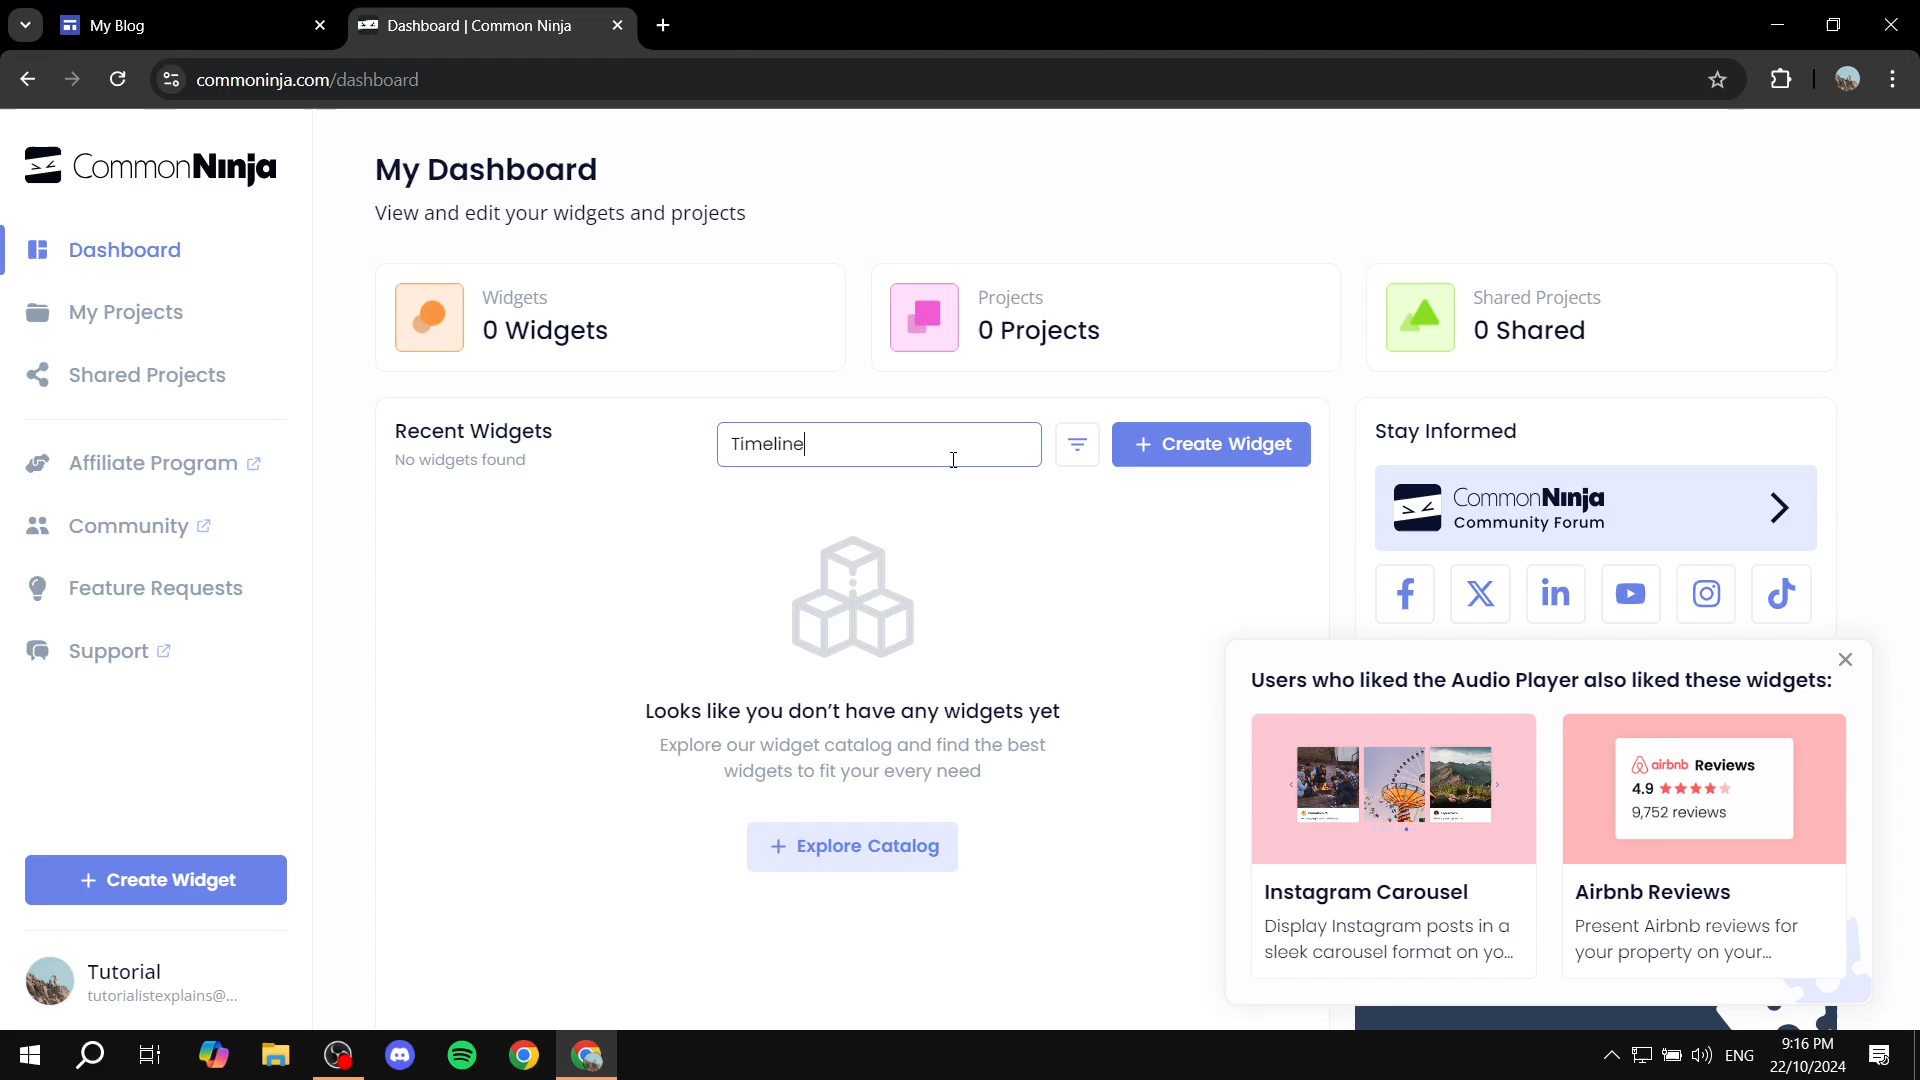 My Blog
Dashboard | Common Ninja
commoninja.com/dashboard
CommonNinja
Dashboard
My Projects
Shared Projects
Affiliate Program
Community
Feature Requests
Support
+ Create Widget
Tutorial
tutorialistexplains@...
My Dashboard
View and edit your widgets and projects
Widgets
0 Widgets
Projects
0 Projects
Shared Projects
0 Shared
Recent Widgets
No widgets found
Timeline
+ Create Widget
Looks like you don't have any widgets yet
Explore our widget catalog and find the best
widgets to fit your every need
+ Explore Catalog
Stay Informed
CommonNinja
Community Forum
Users who liked the Audio Player also liked these widgets:
Instagram Carousel
Display Instagram posts in a
sleek carousel format on yo...
airbnb Reviews
4.9
9,752 reviews
Airbnb Reviews
Present Airbnb reviews for
your property on your...
ENG
9:16 PM
22/10/2024